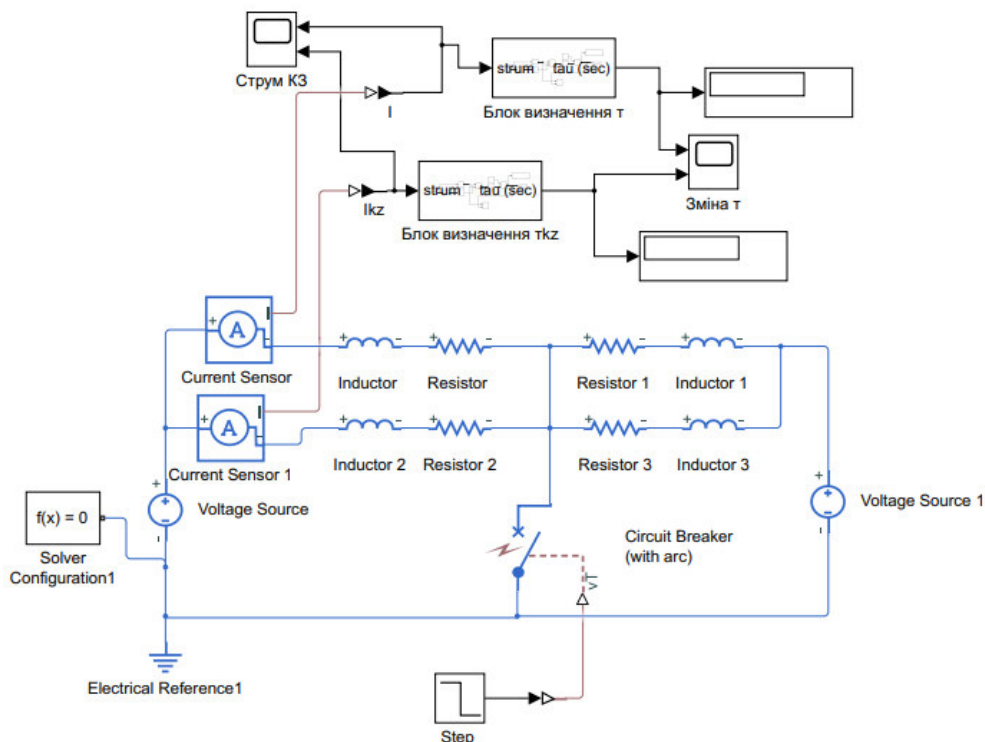 Струм КЗ
I
strum tau (sec)
Блок визначення τ
Ikz
strum tau (sec)
Блок визначення τkz
Зміна τ
+
A
I
-
Current Sensor
+
A
I
-
Current Sensor 1
+ -
Inductor
+ -
Resistor
+ -
Resistor 1
+ -
Inductor 1
+ -
Inductor 2
+ -
Resistor 2
+ -
Resistor 3
+ -
Inductor 3
f(x) = 0
Solver
Configuration1
+
-
Voltage Source
+
-
Voltage Source 1
Circuit Breaker
(with arc)
vT
Electrical Reference1
Step